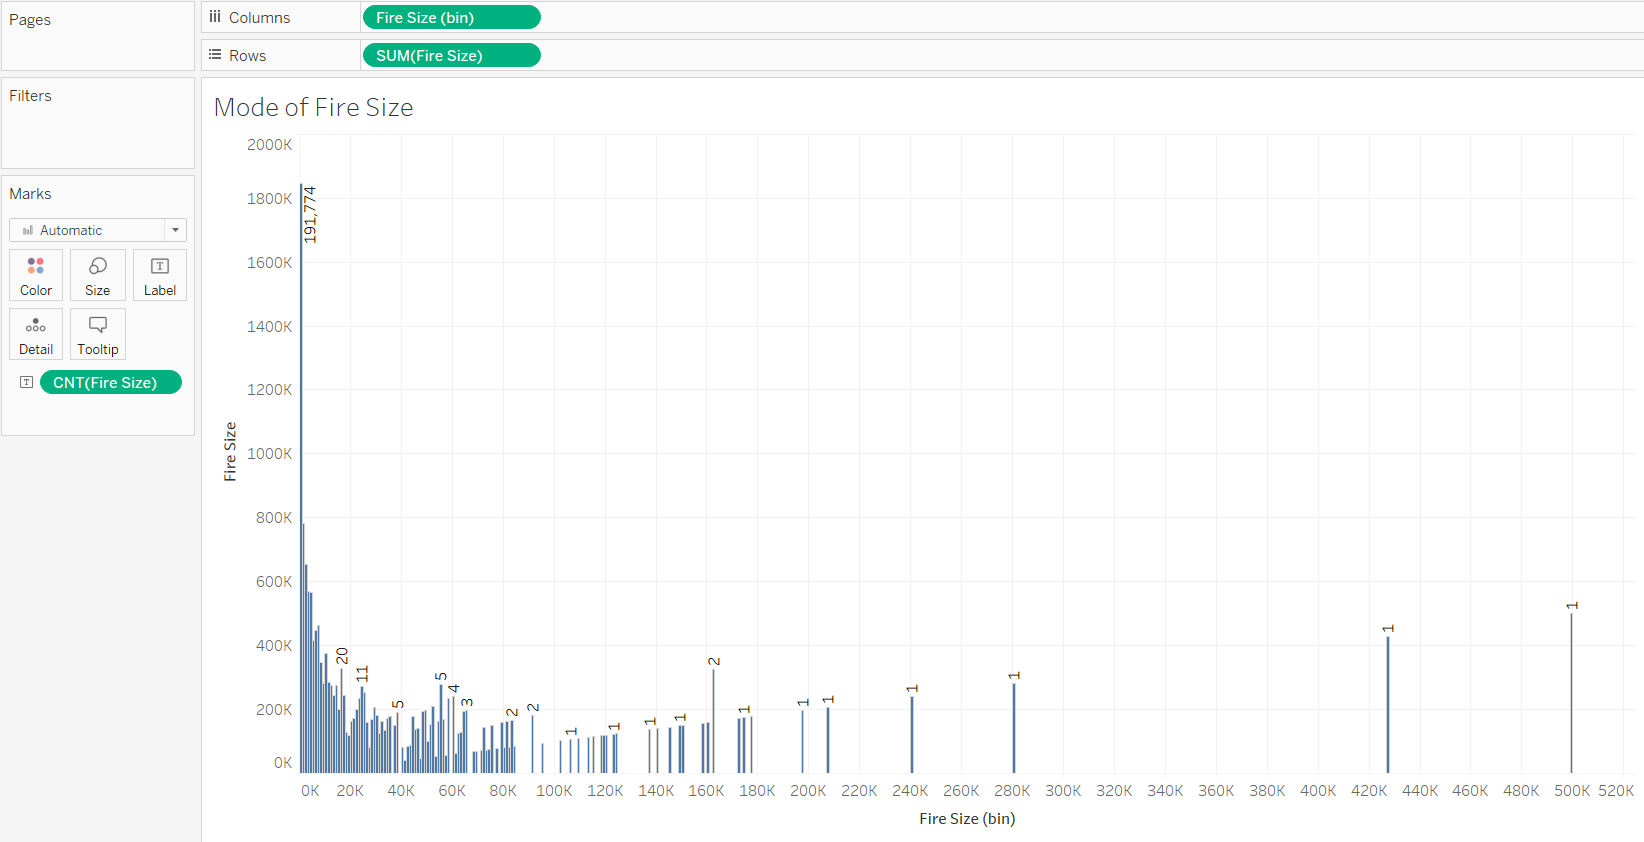 Pages
Columns
Fire Size (bin)
Rows
SUM(Fire Size)
Filters
Marks
Automatic
Color
Size
Label
Detail
Tooltip
CNT(Fire Size)
Mode of Fire Size
2000K
1800K
1600K
1400K
1200K
1000K
800K
600K
400K
200K
0K
Fire Size
191,774
20
11
5
5
4
3
2
2
1
1
1
1
2
1
1
1
1
1
1
1
0K 20K 40K 60K 80K 100K 120K 140K 160K 180K 200K 220K 240K 260K 280K 300K 320K 340K 360K 380K 400K 420K 440K 460K 480K 500K 520K
Fire Size (bin)